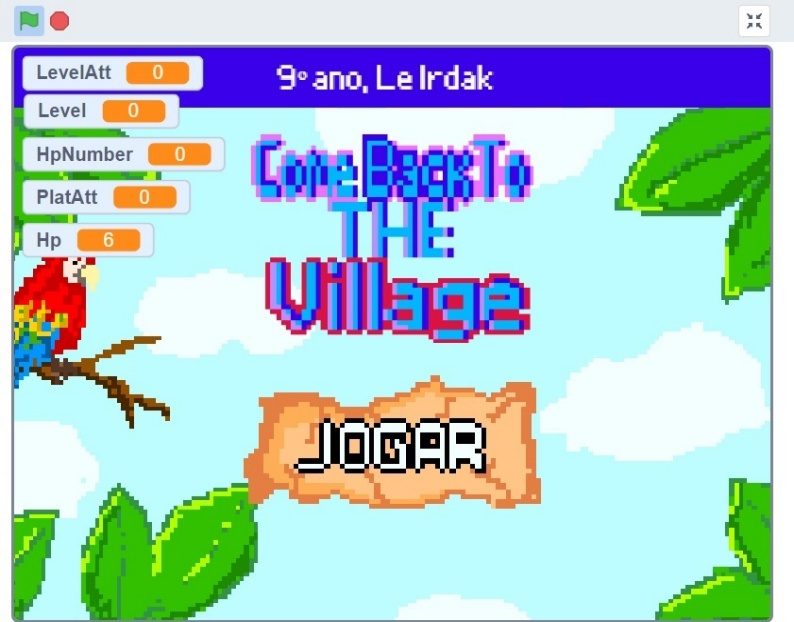 LevelAtt 0
9º ano, Le Irdak
Level 0
HpNumber 0
PlatAtt 0
Hp 6
Come Back To
THE
Village
JOGAR